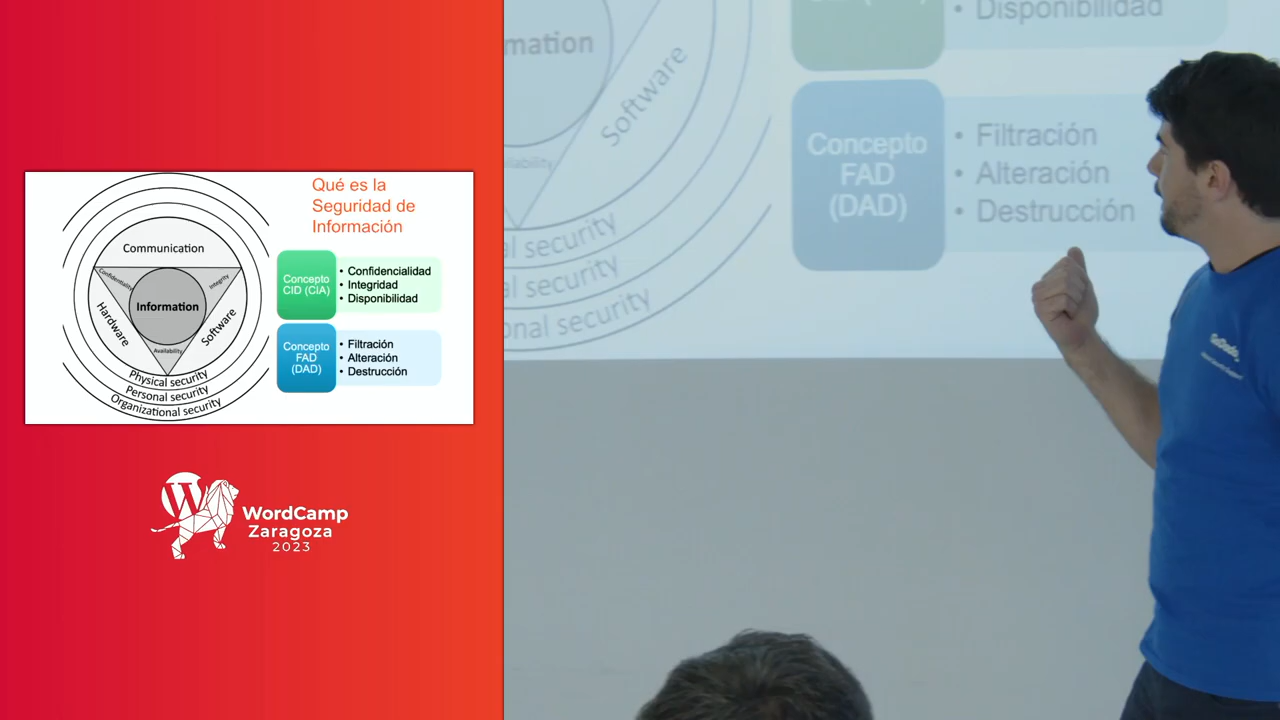 Qué es la
Seguridad de
Información
Communication
Confidentiality
Integrity
Information
Hardware
Software
Availability
Physical security
Personal security
Organizational security
Concepto
CID (CIA)
• Confidencialidad
• Integridad
• Disponibilidad
Concepto
FAD
(DAD)
• Filtración
• Alteración
• Destrucción
WordCamp
Zaragoza
2023
mation
Software
ilability
al security
al security
onal security
• Disponibilidad
Concepto
FAD
(DAD)
• Filtración
• Alteración
• Destrucción
GoDaddy